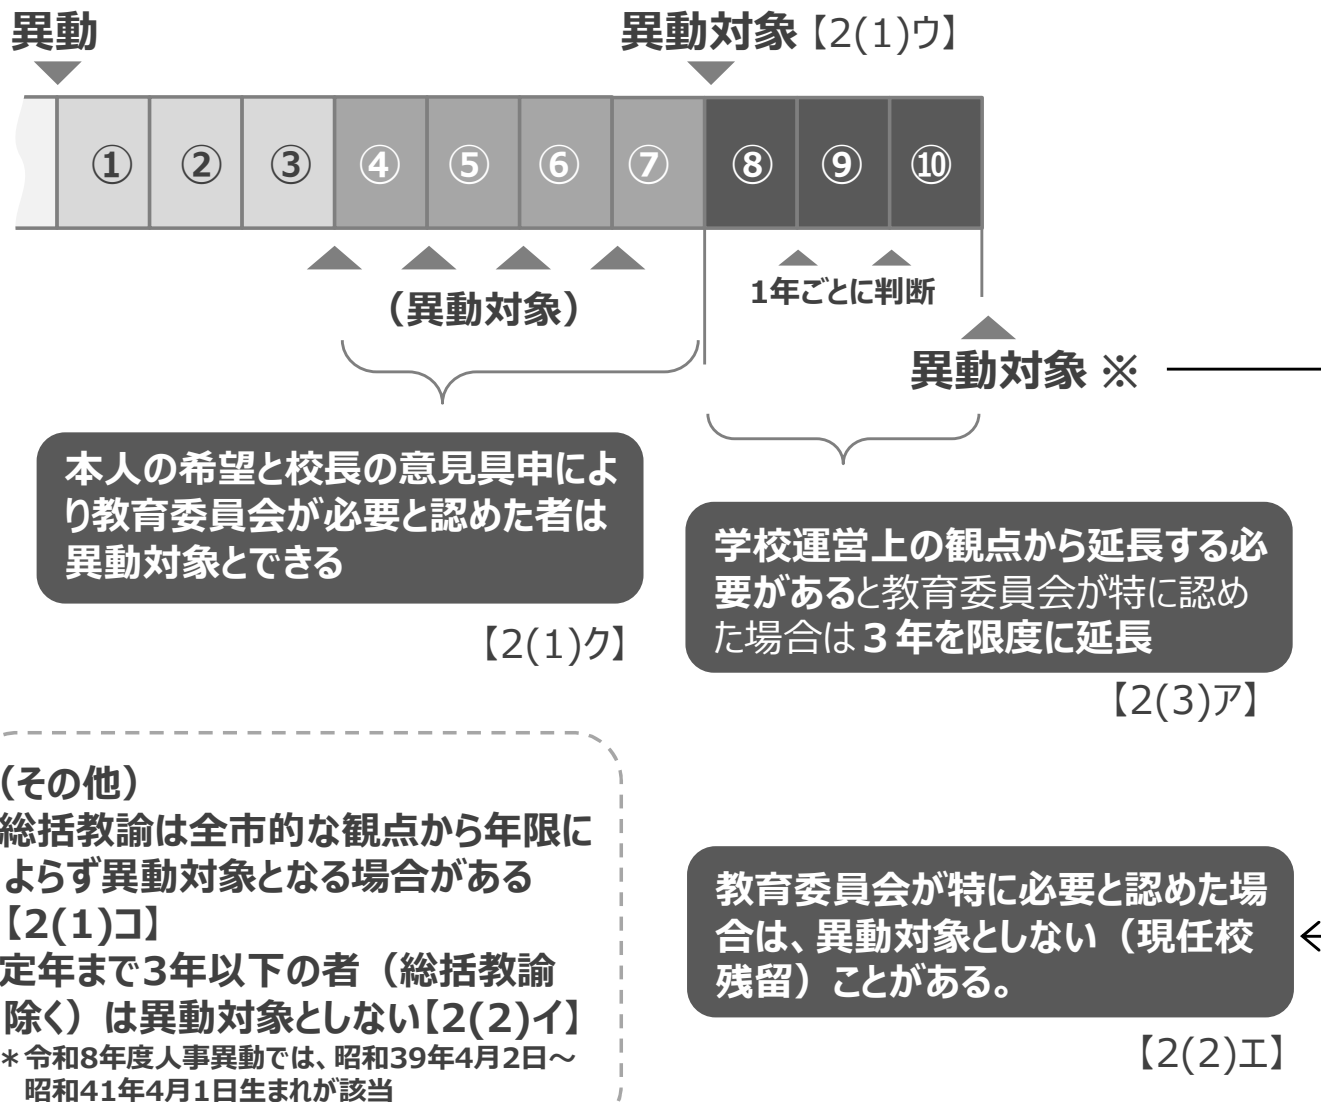 異動
異動対象【2(1)ウ】
① ② ③ ④ ⑤ ⑥ ⑦ ⑧ ⑨ ⑩
（異動対象）
1年ごとに判断
異動対象 ※
本人の希望と校長の意見具申によ
り教育委員会が必要と認めた者は
異動対象とできる
【2(1)ク】
学校運営上の観点から延長する必
要があると教育委員会が特に認め
た場合は３年を限度に延長
【2(3)ア】
（その他）
総括教諭は全市的な観点から年限に
よらず異動対象となる場合がある
【2(1)コ】
定年まで3年以下の者（総括教諭
除く）は異動対象としない【2(2)イ】
＊令和8年度人事異動では、昭和39年4月2日～
昭和41年4月1日生まれが該当
教育委員会が特に必要と認めた場
合は、異動対象としない（現任校
残留）ことがある。
【2(2)エ】